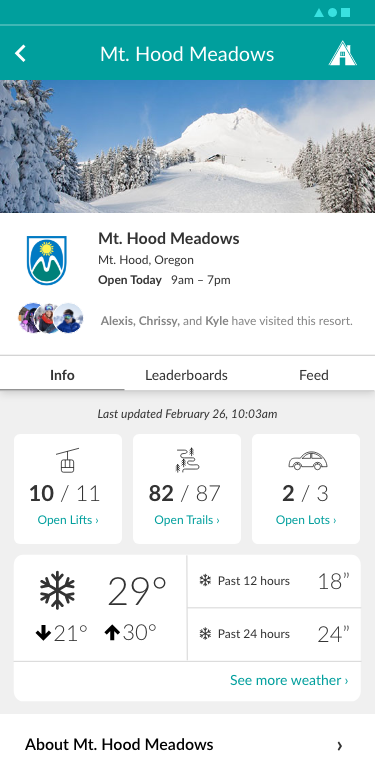 Mt. Hood Meadows
Mt. Hood Meadows
Mt. Hood, Oregon
Open Today 9am – 7pm
Alexis, Chrissy, and Kyle have visited this resort.
Info Leaderboards Feed
Last updated February 26, 10:03am
10 / 11 82 / 87 2 / 3
Open Lifts › Open Trails › Open Lots ›
29°
21° 30°
Past 12 hours 18”
Past 24 hours 24”
See more weather ›
About Mt. Hood Meadows ›